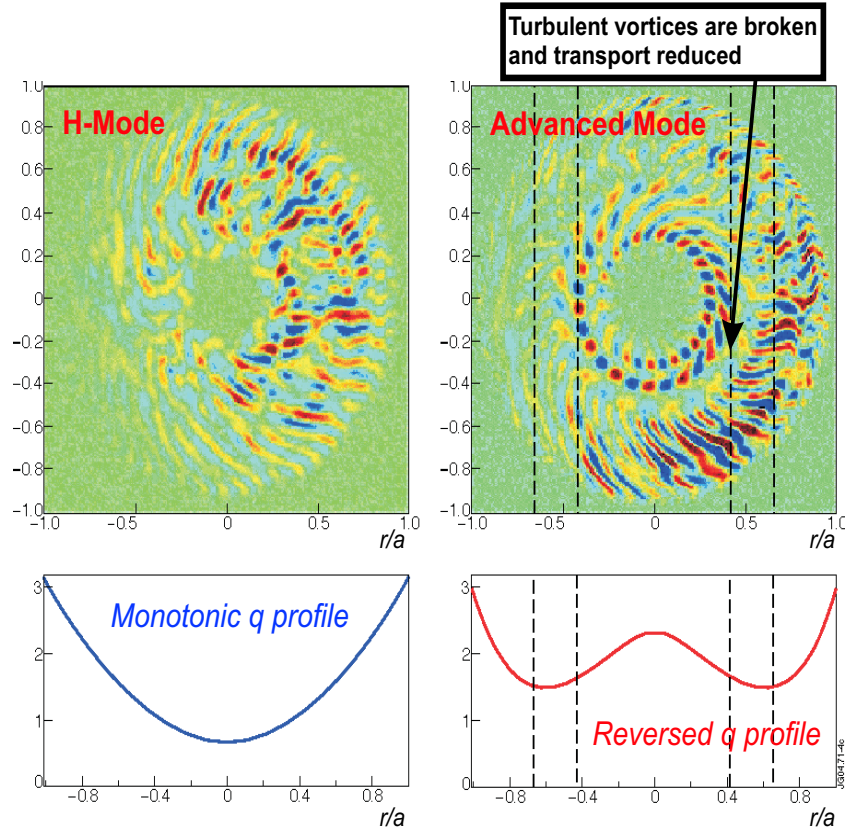 Turbulent vortices are broken
and transport reduced
1.0
0.8
0.6
0.4
0.2
0
−0.2
−0.4
−0.6
−0.8
−1.0
H-Mode
−1.0 −0.5 0 0.5 1.0
r/a
1.0
0.8
0.6
0.4
0.2
0
−0.2
−0.4
−0.6
−0.8
−1.0
Advanced Mode
−1.0 −0.5 0 0.5 1.0
r/a
3
2
1
0
Monotonic q profile
−0.8 −0.4 0 0.4 0.8
r/a
3
2
1
0
Reversed q profile
−0.8 −0.4 0 0.4 0.8
r/a
JG04.71-4c